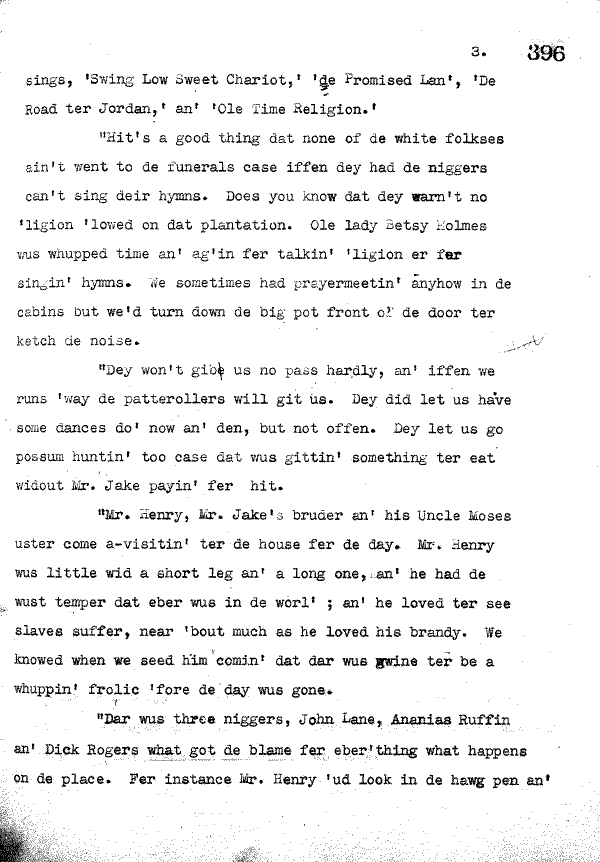 3. 396
sings, 'Swing Low Sweet Chariot,' 'de Promised Lan', 'De
Road ter Jordan,' an' 'Ole Time Religion.'
"Hit's a good thing dat none of de white folkses
ain't went to de funerals case iffen dey had de niggers
can't sing deir hymns. Does you know dat dey warn't no
'ligion 'lowed on dat plantation. Ole lady Betsy Holmes
wus whupped time an' ag'in fer talkin' 'ligion er fer
singin' hymns. We sometimes had prayermeetin' anyhow in de
cabins but we'd turn down de big pot front o' de door ter
ketch de noise.
"Dey won't gibe us no pass hardly, an' iffen we
runs 'way de patterollers will git us. Dey did let us have
some dances do' now an' den, but not offen. Dey let us go
possum huntin' too case dat wus gittin' something ter eat
widout Mr. Jake payin' fer hit.
"Mr. Henry, Mr. Jake's bruder an' his Uncle Moses
uster come a-visitin' ter de house fer de day. Mr. Henry
wus little wid a short leg an' a long one, an' he had de
wust temper dat eber wus in de worl' ; an' he loved ter see
slaves suffer, near 'bout much as he loved his brandy. We
knowed when we seed him comin' dat dar wus gwine ter be a
whuppin' frolic 'fore de day wus gone.
"Dar wus three niggers, John Lane, Ananias Ruffin
an' Dick Rogers what got de blame fer eber'thing what happens
on de place. Fer instance Mr. Henry 'ud look in de hawg pen an'